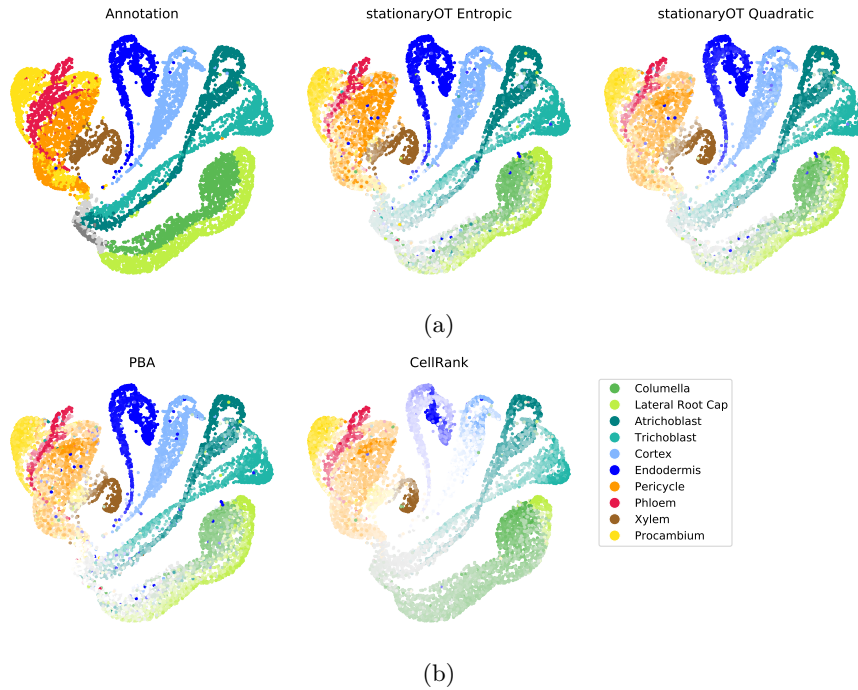 Annotation
stationaryOT Entropic
stationaryOT Quadratic
(a)
PBA
CellRank
Columella
Lateral Root Cap
Atrichoblast
Trichoblast
Cortex
Endodermis
Pericycle
Phloem
Xylem
Procambium
(b)